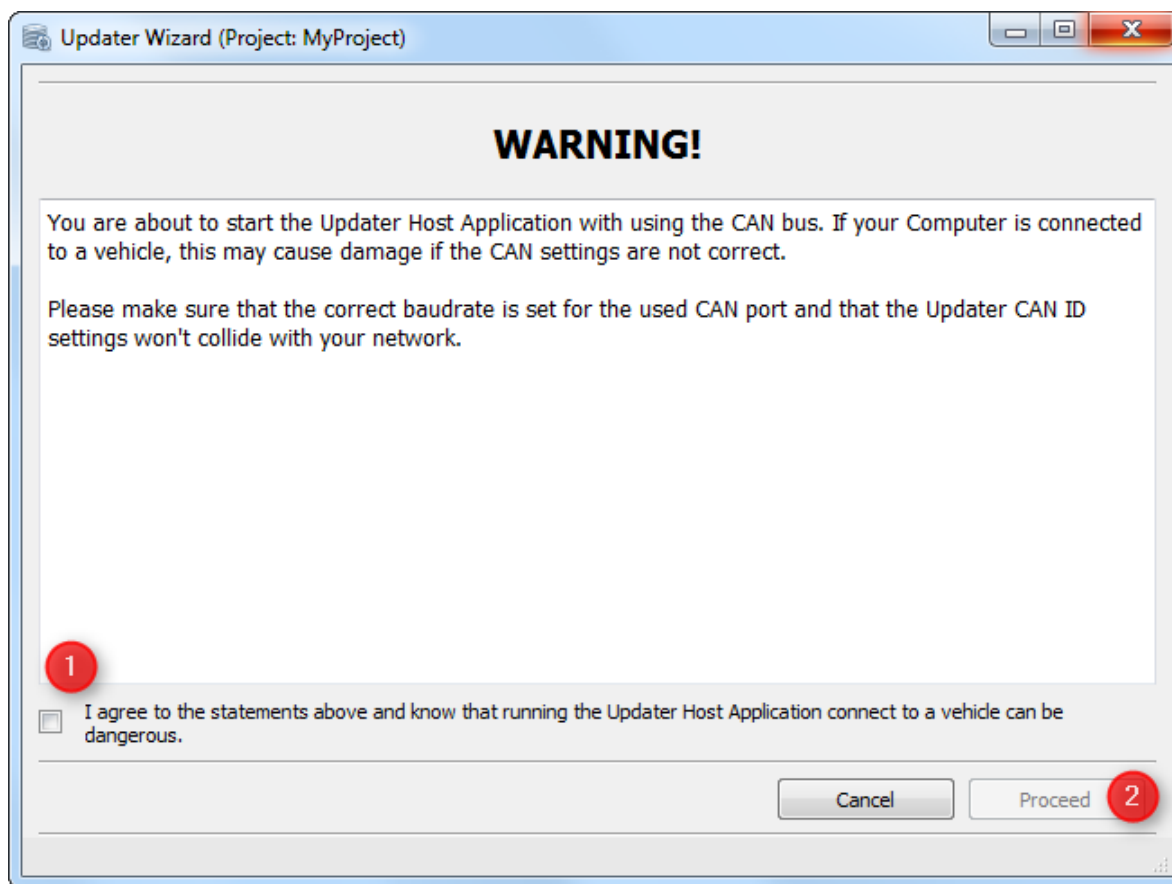 Updater Wizard (Project: MyProject)
WARNING!
You are about to start the Updater Host Application with using the CAN bus. If your Computer is connected
to a vehicle, this may cause damage if the CAN settings are not correct.
Please make sure that the correct baudrate is set for the used CAN port and that the Updater CAN ID
settings won't collide with your network.
1
I agree to the statements above and know that running the Updater Host Application connect to a vehicle can be
dangerous.
Cancel
Proceed
2